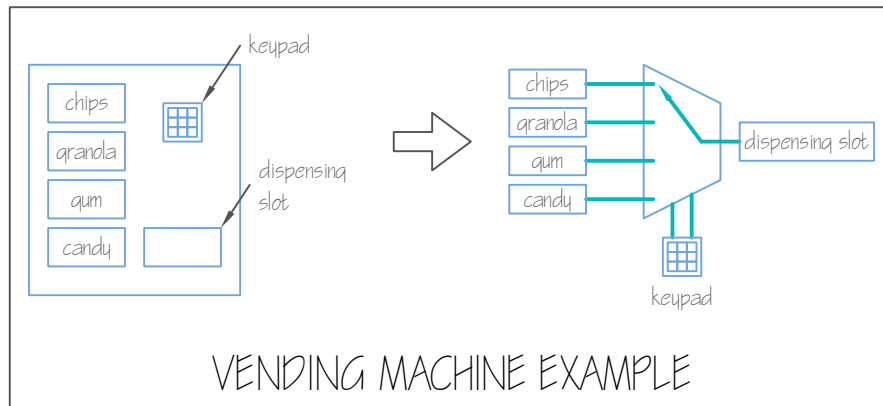 keypad
chips
granola
gum
candy
dispensing
slot
chips
granola
gum
candy
dispensing slot
keypad
VENDING MACHINE EXAMPLE